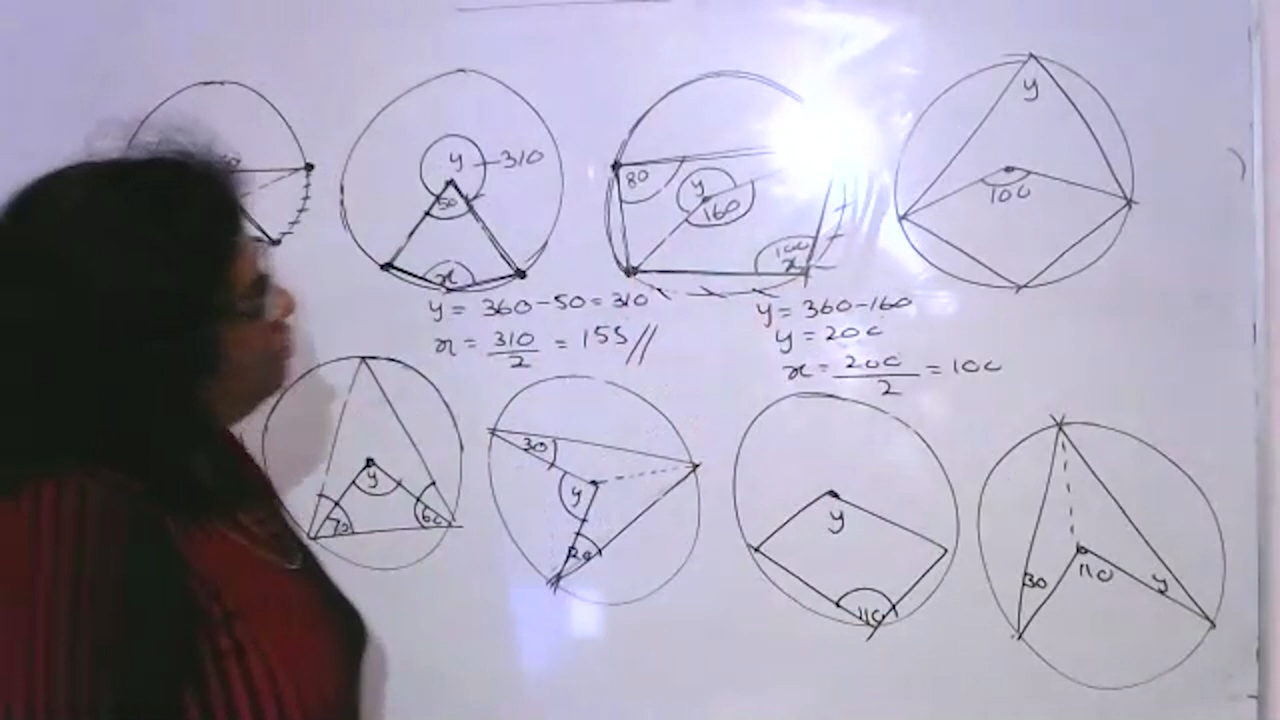 y
310
50
x
80
y
160
100
x
y
100
y = 360 - 50 = 310
x = 310/2 = 155 //
y = 360 - 160
y = 200
x = 200/2 = 100
y
70
60
30
y
20
y
110
30
110
y